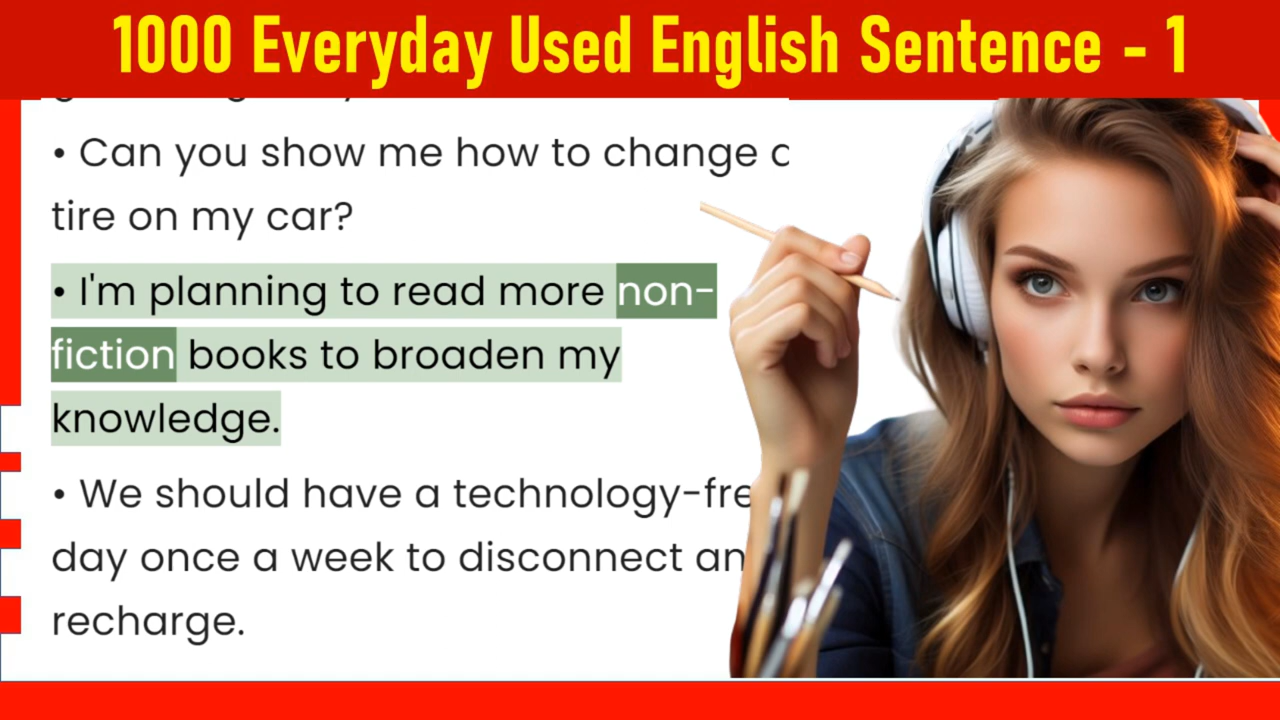 1000 Everyday Used English Sentence - 1
• Can you show me how to change
tire on my car?
• I'm planning to read more non-
fiction books to broaden my
knowledge.
• We should have a technology-fre
day once a week to disconnect an
recharge.